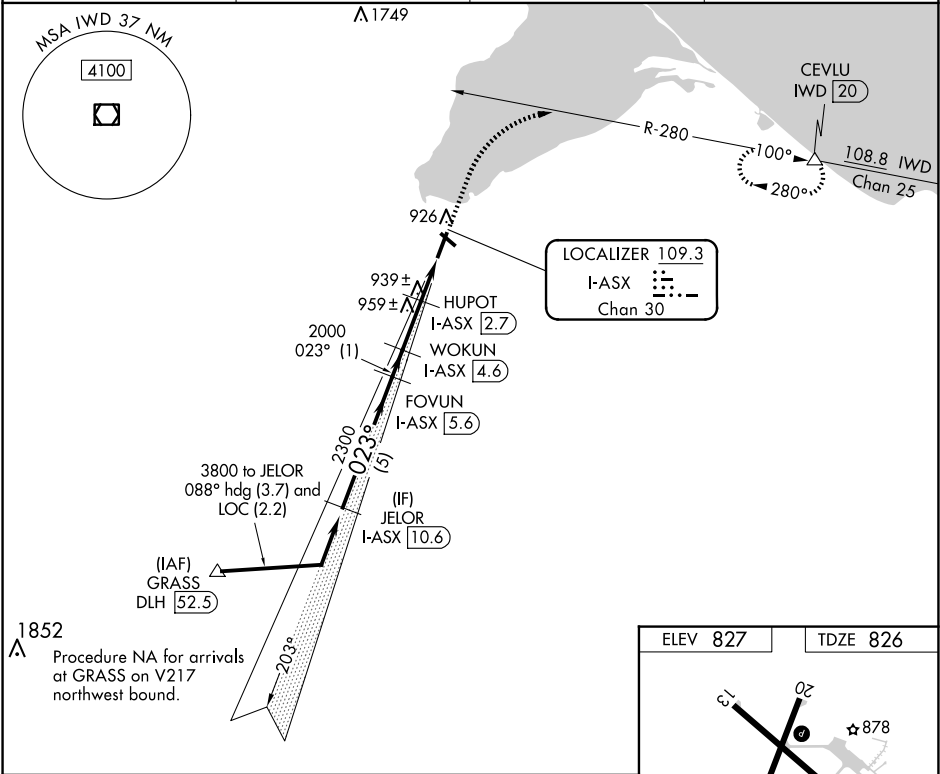 MSA IWD 37 NM
4100
1749
CEVLU
IWD 20
R-280
100°
280°
108.8 IWD
Chan 25
926
LOCALIZER 109.3
I-ASX
Chan 30
939±
959±
HUPOT
I-ASX 2.7
2000
023° (1)
WOKUN
I-ASX 4.6
FOVUN
I-ASX 5.6
2300
023°
(5)
3800 to JELOR
088° hdg (3.7) and
LOC (2.2)
(IF)
JELOR
I-ASX 10.6
(IAF)
GRASS
DLH 52.5
203°
1852
Procedure NA for arrivals
at GRASS on V217
northwest bound.
ELEV 827
TDZE 826
13
20
P
878